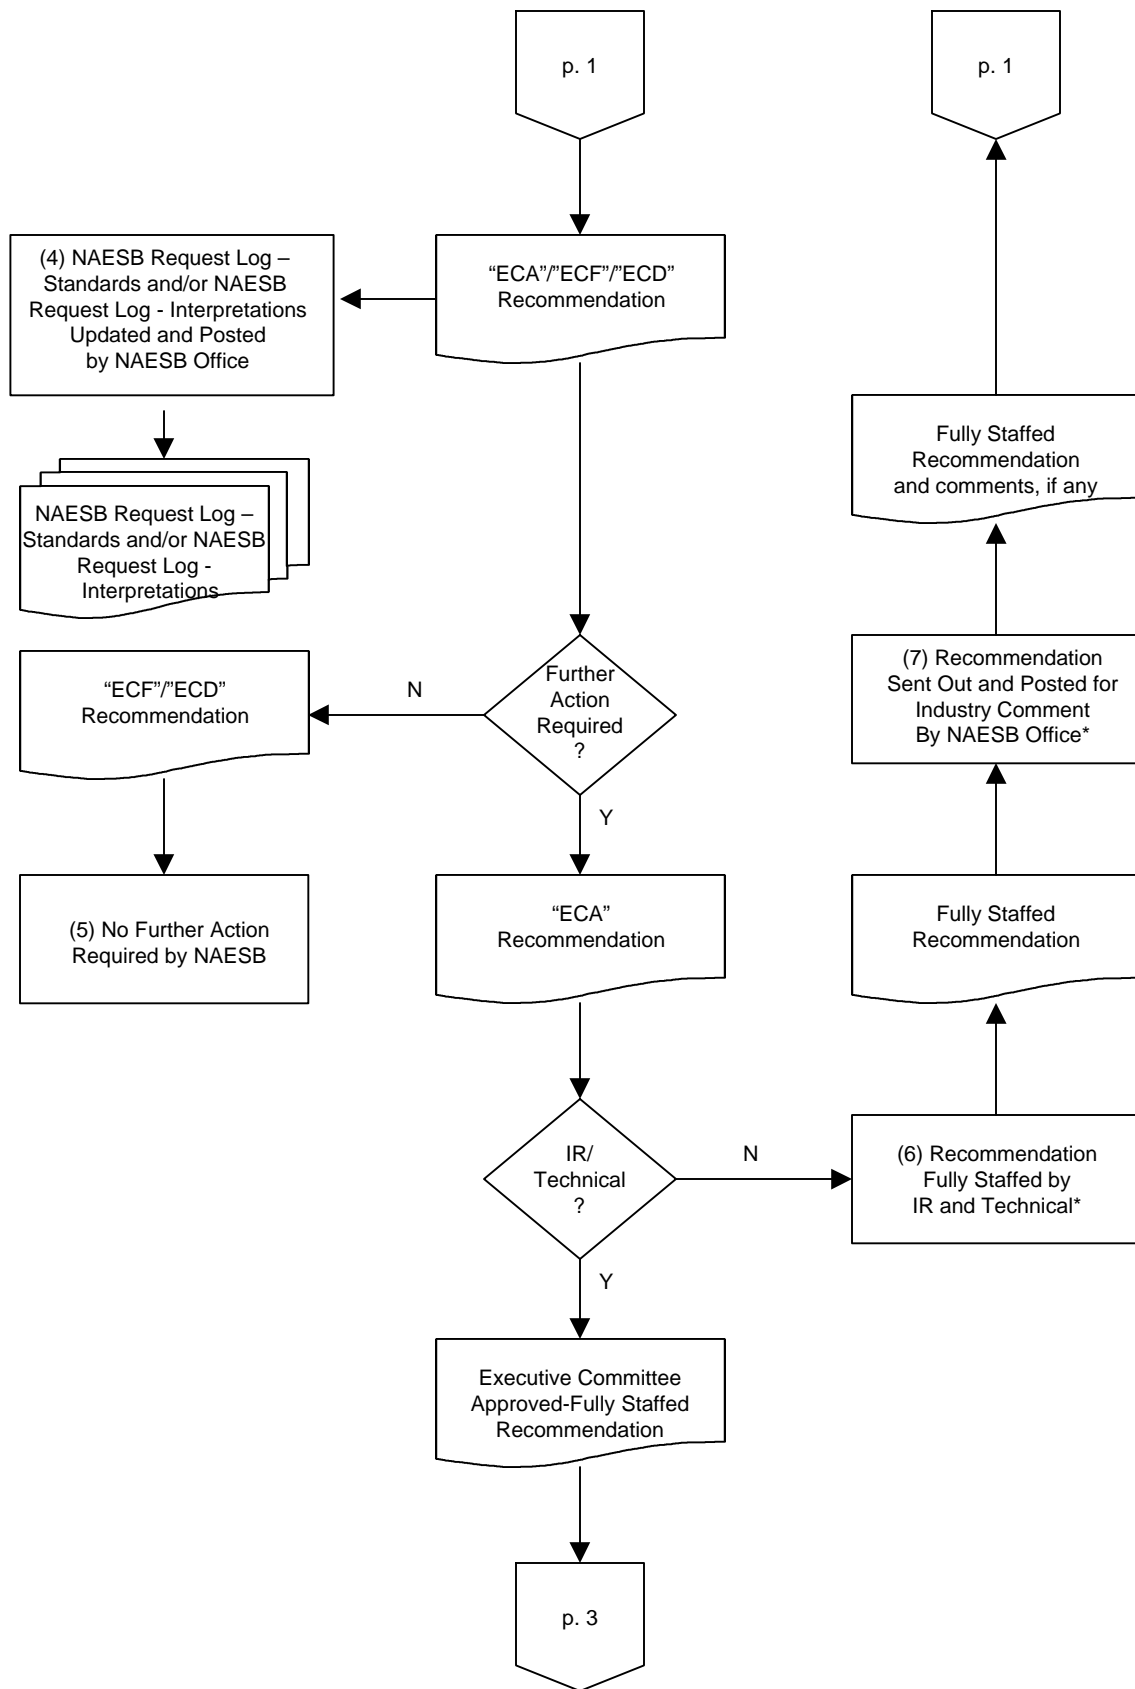 p. 1
p. 1
(4) NAESB Request Log –
Standards and/or NAESB
Request Log - Interpretations
Updated and Posted
by NAESB Office
“ECA”/”ECF”/”ECD”
Recommendation
NAESB Request Log –
Standards and/or NAESB
Request Log -
Interpretations
Fully Staffed
Recommendation
and comments, if any
“ECF”/”ECD”
Recommendation
N
Further
Action
Required
?
Y
(7) Recommendation
Sent Out and Posted for
Industry Comment
By NAESB Office*
(5) No Further Action
Required by NAESB
“ECA”
Recommendation
Fully Staffed
Recommendation
IR/
Technical
?
N
Y
(6) Recommendation
Fully Staffed by
IR and Technical*
Executive Committee
Approved-Fully Staffed
Recommendation
p. 3